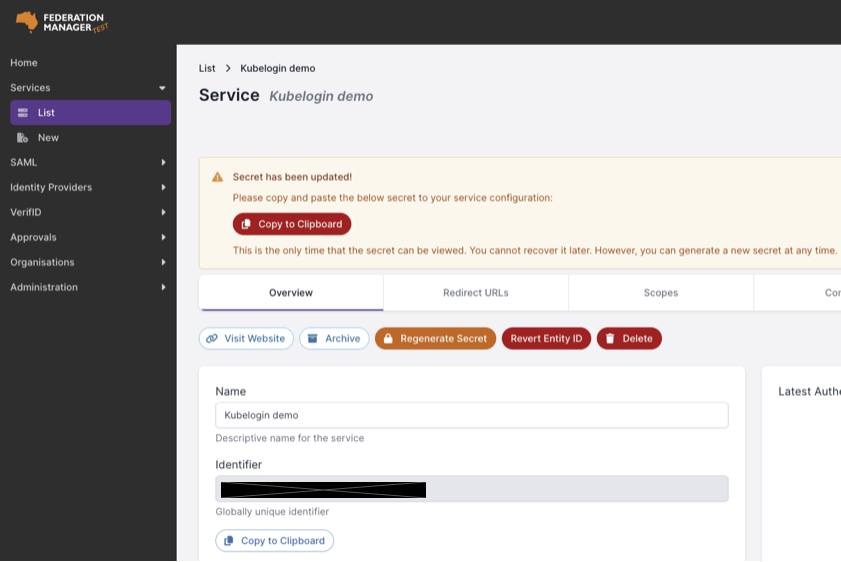 FEDERATION
MANAGER TEST
Home
Services
List
New
SAML
Identity Providers
VerifID
Approvals
Organisations
Administration
List > Kubelogin demo
Service Kubelogin demo
Secret has been updated!
Please copy and paste the below secret to your service configuration:
Copy to Clipboard
This is the only time that the secret can be viewed. You cannot recover it later. However, you can generate a new secret at any time.
Overview Redirect URLs Scopes Cor
Visit Website Archive Regenerate Secret Revert Entity ID Delete
Name
Kubelogin demo
Descriptive name for the service
Identifier
Globally unique identifier
Copy to Clipboard
Latest Authe